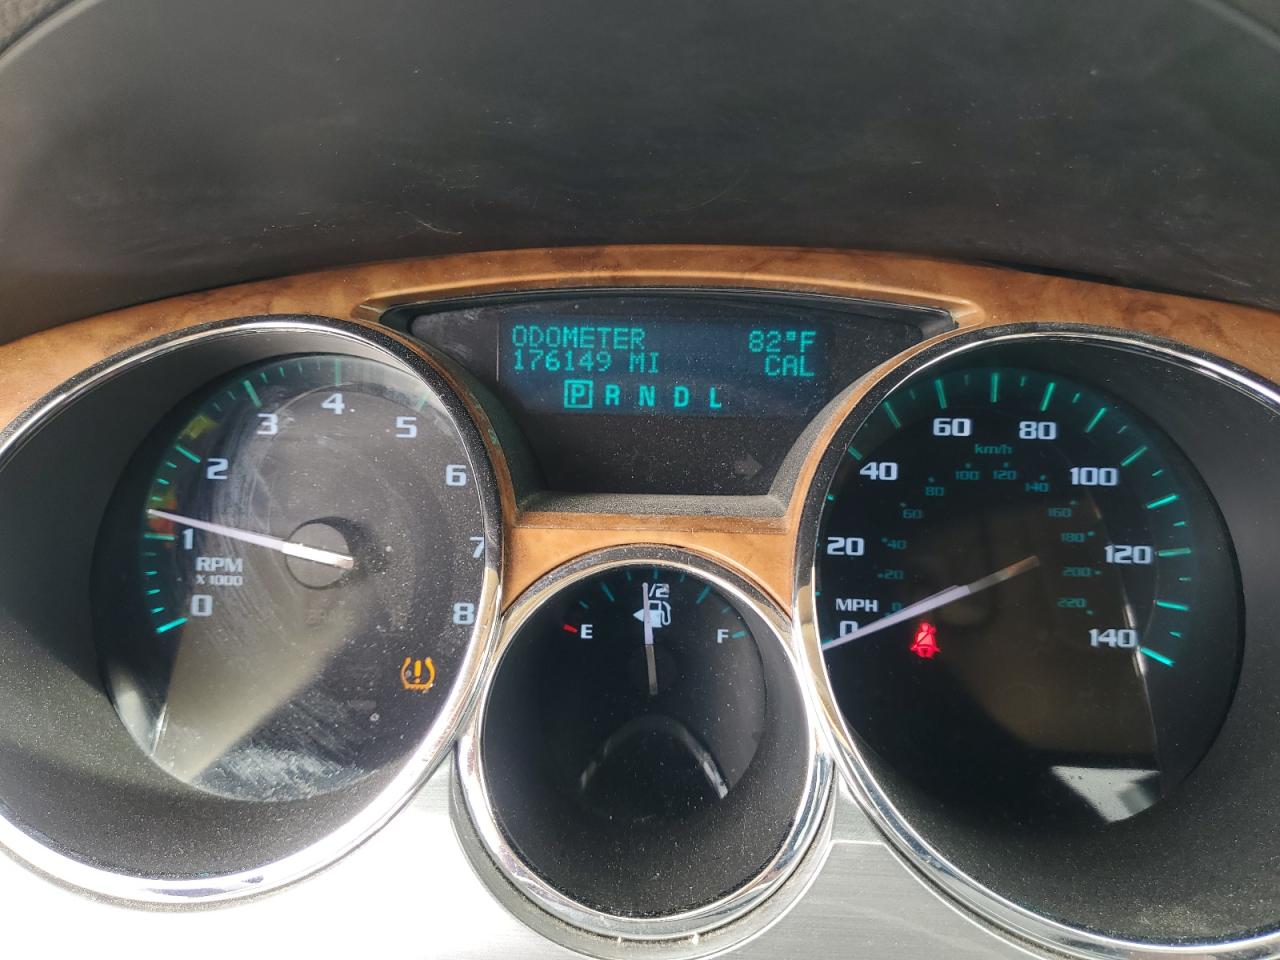 ODOMETER 82°F
176149 MI CAL
P R N D L
0 1 2 3 4 5 6 7 8
RPM
X 1000
E 1/2 F
0 20 40 60 80 100 120 140
MPH
km/h
0 20 40 60 80 100 120 140 160 180 200 220